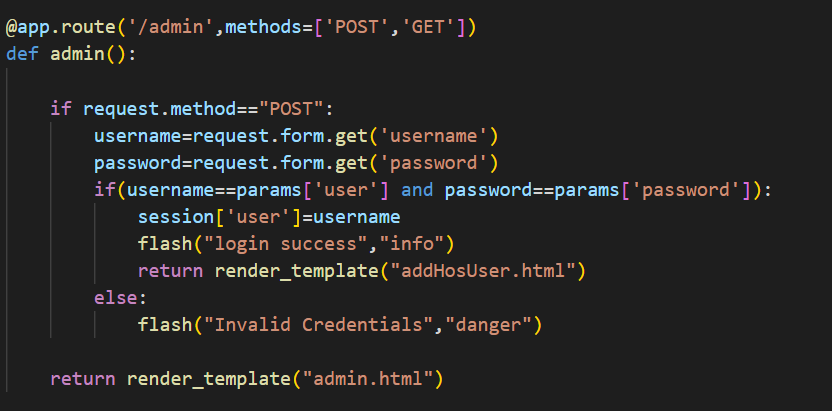 @app.route('/admin',methods=['POST','GET'])
def admin():
if request.method=="POST":
username=request.form.get('username')
password=request.form.get('password')
if(username==params['user'] and password==params['password']):
session['user']=username
flash("login success","info")
return render_template("addHosUser.html")
else:
flash("Invalid Credentials","danger")
return render_template("admin.html")